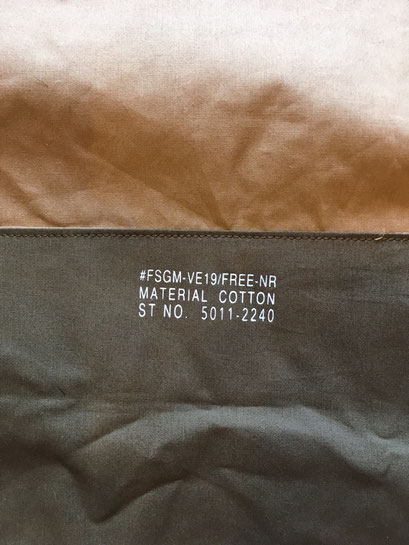 #FSGM-VE19/FREE-NR
MATERIAL COTTON
ST NO. 5011-2240